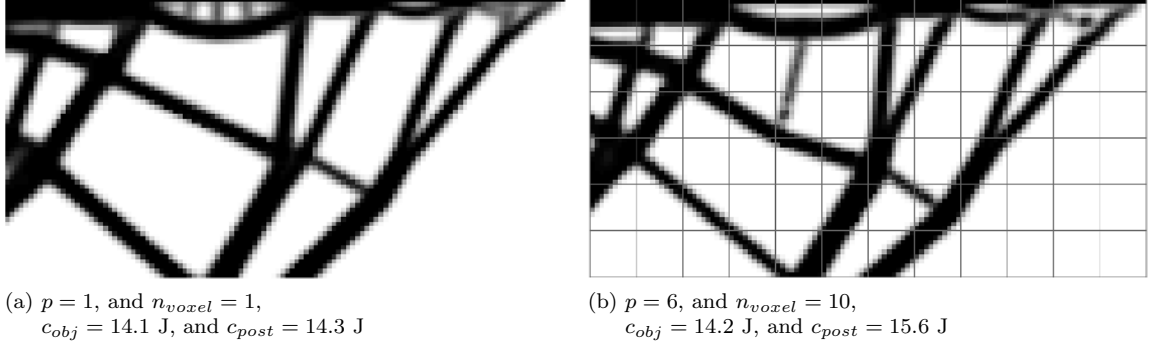 (a) p = 1, and n_voxel = 1,
c_obj = 14.1 J, and c_post = 14.3 J
(b) p = 6, and n_voxel = 10,
c_obj = 14.2 J, and c_post = 15.6 J